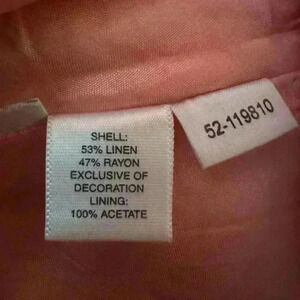 SHELL:
53% LINEN
47% RAYON
EXCLUSIVE OF
DECORATION
LINING:
100% ACETATE
52-119810